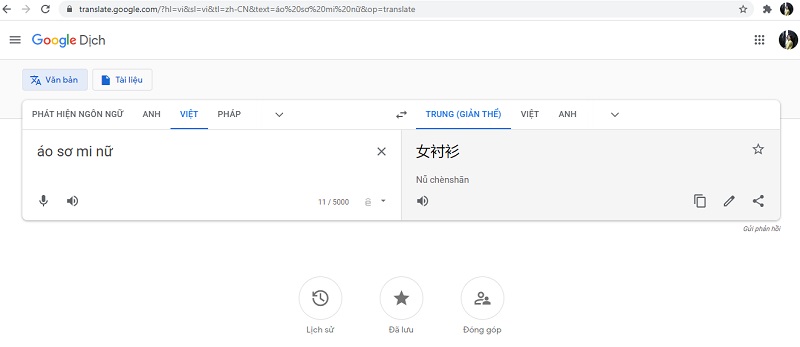 translate.google.com/?hl=vi&sl=vi&tl=zh-CN&text=áo%20sơ%20mi%20nữ&op=translate
Google Dịch
Văn bản
Tài liệu
PHÁT HIỆN NGÔN NGỮ ANH VIỆT PHÁP
TRUNG (GIẢN THỂ) VIỆT ANH
áo sơ mi nữ
女衬衫
Nǚ chènshān
11 / 5000
Gửi phản hồi
Lịch sử
Đã lưu
Đóng góp